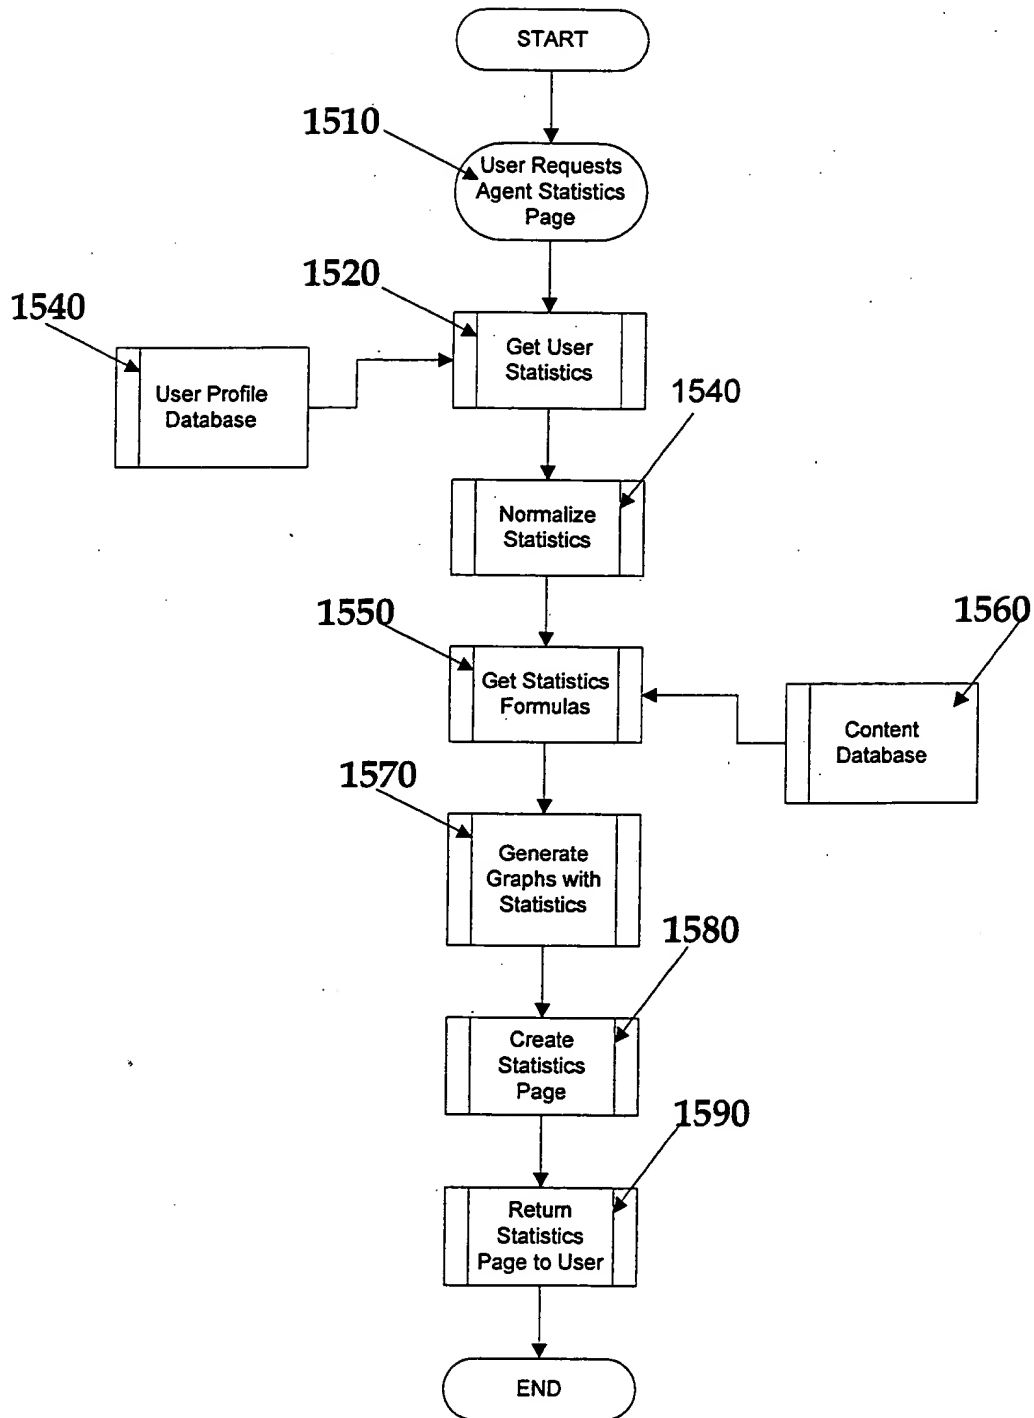 START
1510
User Requests
Agent Statistics
Page
1520
1540
Get User
Statistics
User Profile
Database
1540
Normalize
Statistics
1550
1560
Get Statistics
Formulas
Content
Database
1570
Generate
Graphs with
Statistics
1580
Create
Statistics
Page
1590
Return
Statistics
Page to User
END